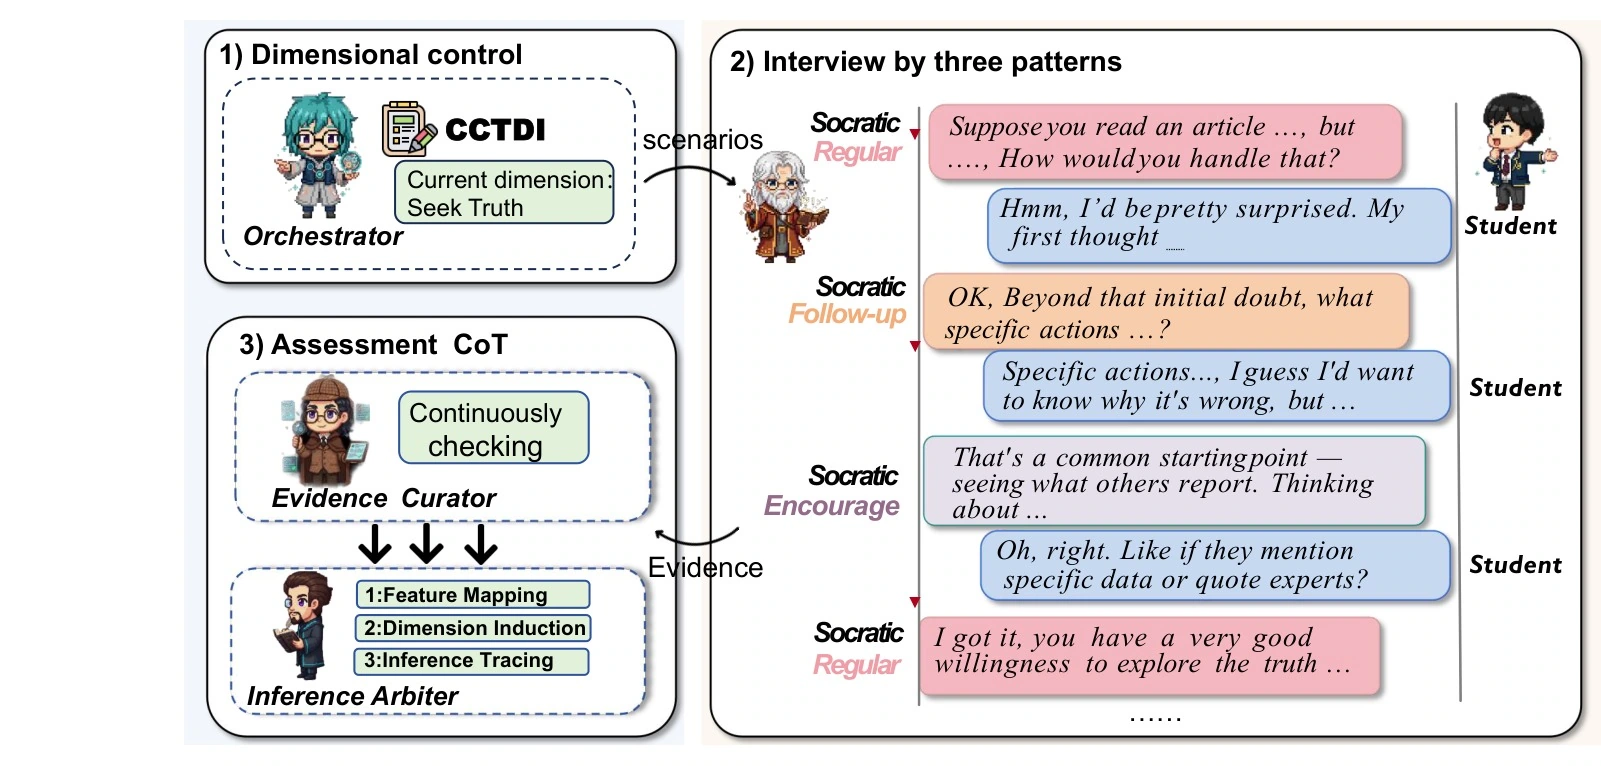 1) Dimensional control
CCTDI
Current dimension:
Seek Truth
Orchestrator
scenarios
2) Interview by three patterns
Socratic
Regular
Suppose you read an article ..., but
...., How would you handle that?
Hmm, I'd be pretty surprised. My
first thought ......
Student
Socratic
Follow-up
OK, Beyond that initial doubt, what
specific actions ...?
Specific actions..., I guess I'd want
to know why it's wrong, but ...
Student
Socratic
Encourage
That's a common starting point —
seeing what others report. Thinking
about ...
Oh, right. Like if they mention
specific data or quote experts?
Student
Socratic
Regular
I got it, you have a very good
willingness to explore the truth ...
......
3) Assessment CoT
Continuously
checking
Evidence Curator
Evidence
1:Feature Mapping
2:Dimension Induction
3:Inference Tracing
Inference Arbiter